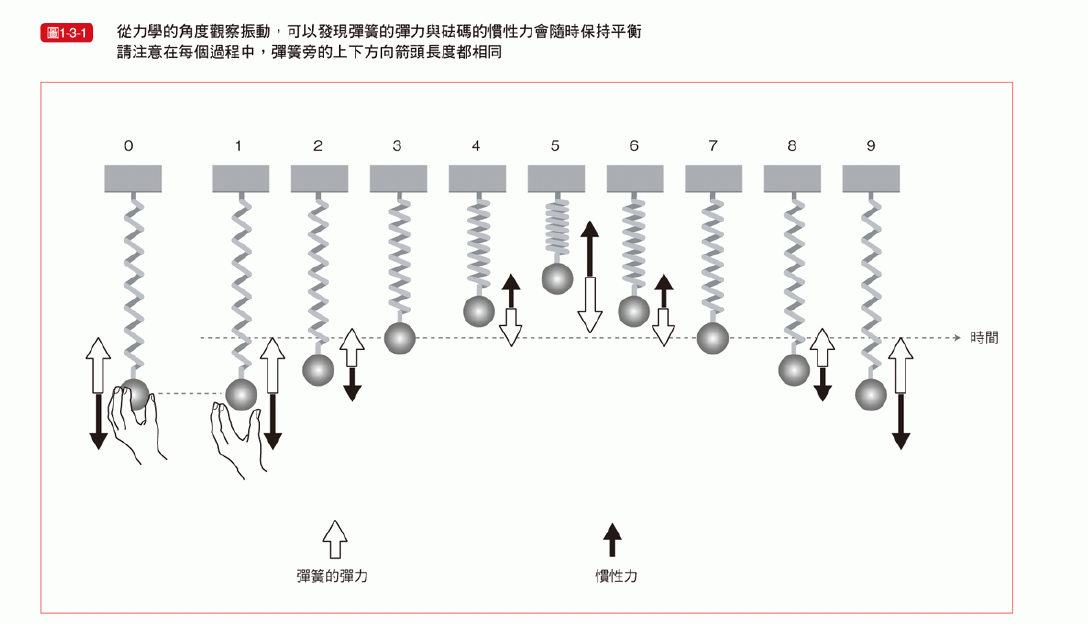 圖1-3-1
從力學的角度觀察振動，可以發現彈簧的彈力與砝碼的慣性力會隨時保持平衡
請注意在每個過程中，彈簧旁的上下方向箭頭長度都相同
0 1 2 3 4 5 6 7 8 9
時間
彈簧的彈力 慣性力